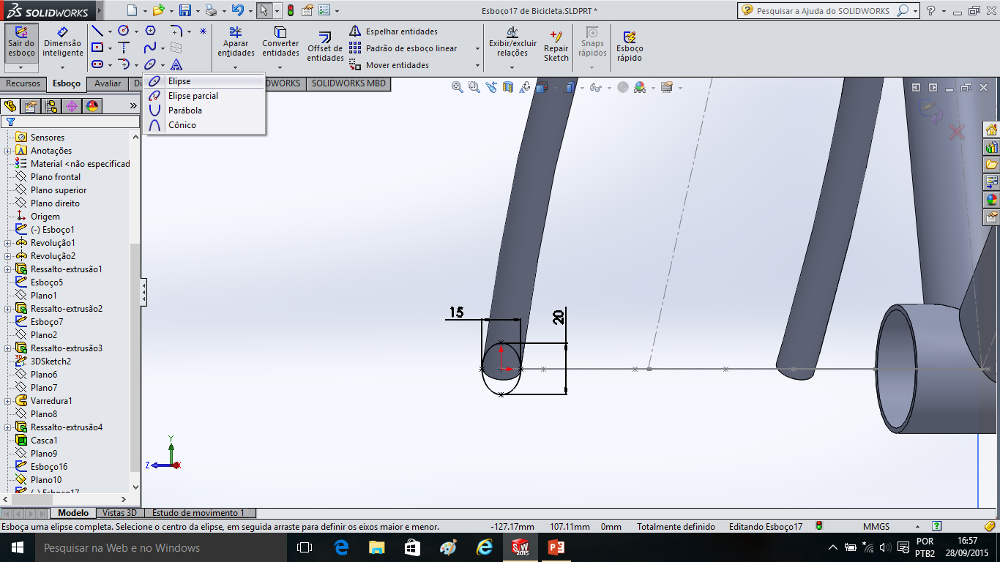 SOLIDWORKS
Esboço17 de Bicicleta.SLDPRT *
Pesquisar a Ajuda do SOLIDWORKS
Sair do esboço
Dimensão inteligente
Aparar entidades
Converter entidades
Offset de entidades
Espelhar entidades
Padrão de esboço linear
Mover entidades
Exibir/excluir relações
Repair Sketch
Snaps rápidos
Esboço rápido
Recursos
Esboço
Avaliar
DWORKS
SOLIDWORKS MBD
Elipse
Elipse parcial
Parábola
Cônico
Sensores
Anotações
Material <não especificad
Plano frontal
Plano superior
Plano direito
Origem
(-) Esboço1
Revolução1
Revolução2
Ressalto-extrusão1
Esboço5
Plano1
Ressalto-extrusão2
Esboço7
Plano2
Ressalto-extrusão3
3DSketch2
Plano6
Plano7
Varredura1
Plano8
Ressalto-extrusão4
Casca1
Plano9
Esboço16
Plano10
(-) Esboço17
15
20
Y
Z
Modelo
Vistas 3D
Estudo de movimento 1
Esboça uma elipse completa. Selecione o centro da elipse, em seguida arraste para definir os eixos maior e menor.
-127.17mm
107.11mm
0mm
Totalmente definido
Editando Esboço17
MMGS
Pesquisar na Web e no Windows
SW
2015
POR
PTB2
16:57
28/09/2015